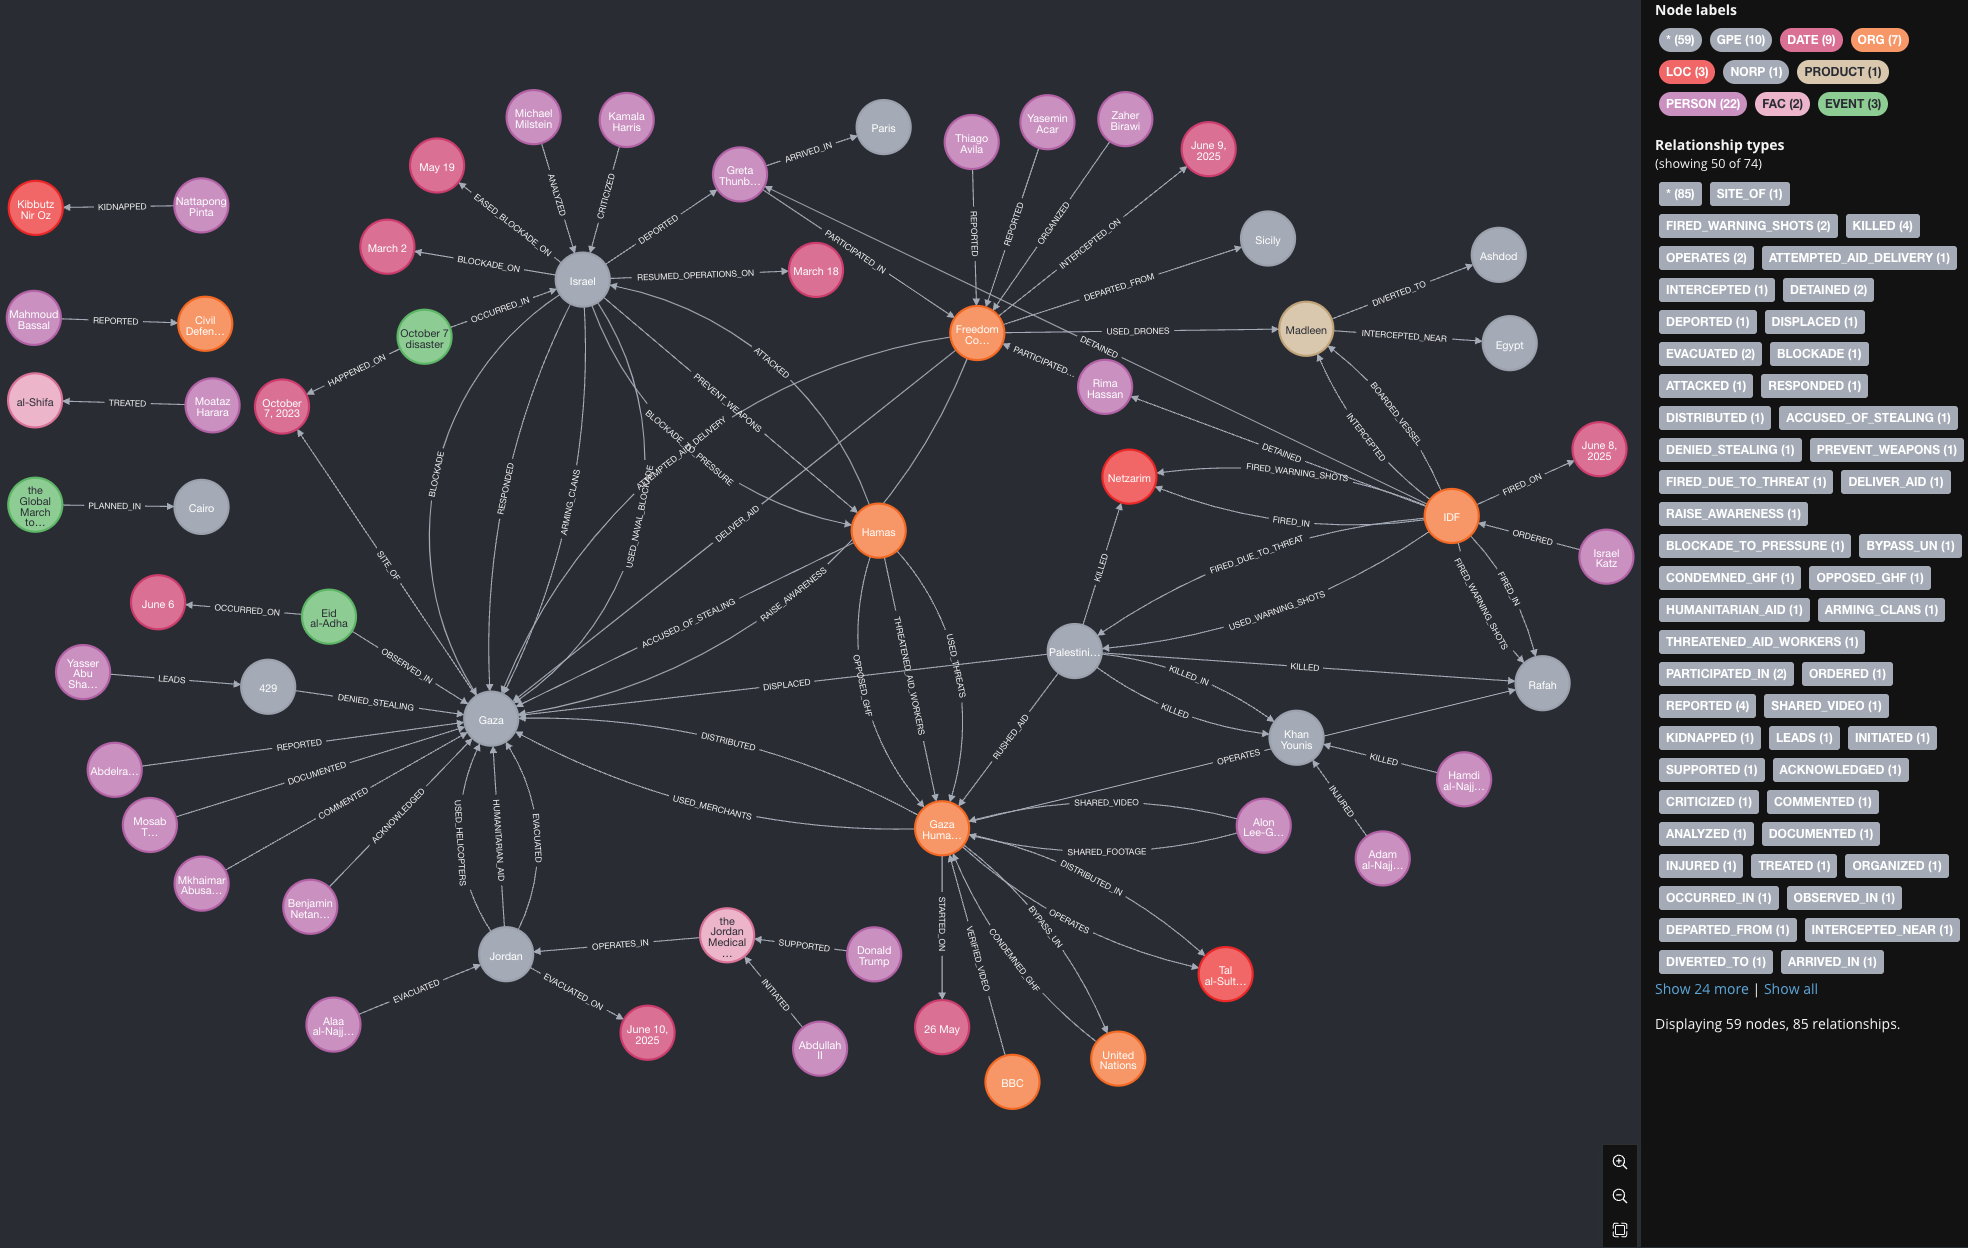 Node labels
* (59)
GPE (10)
DATE (9)
ORG (7)
LOC (3)
NORP (1)
PRODUCT (1)
PERSON (22)
FAC (2)
EVENT (3)
Relationship types
(showing 50 of 74)
* (85)
SITE_OF (1)
FIRED_WARNING_SHOTS (2)
KILLED (4)
OPERATES (2)
ATTEMPTED_AID_DELIVERY (1)
INTERCEPTED (1)
DETAINED (2)
DEPORTED (1)
DISPLACED (1)
EVACUATED (2)
BLOCKADE (1)
ATTACKED (1)
RESPONDED (1)
DISTRIBUTED (1)
ACCUSED_OF_STEALING (1)
DENIED_STEALING (1)
PREVENT_WEAPONS (1)
FIRED_DUE_TO_THREAT (1)
DELIVER_AID (1)
RAISE_AWARENESS (1)
BLOCKADE_TO_PRESSURE (1)
BYPASS_UN (1)
CONDEMNED_GHF (1)
OPPOSED_GHF (1)
HUMANITARIAN_AID (1)
ARMING_CLANS (1)
THREATENED_AID_WORKERS (1)
PARTICIPATED_IN (2)
ORDERED (1)
REPORTED (4)
SHARED_VIDEO (1)
KIDNAPPED (1)
LEADS (1)
INITIATED (1)
SUPPORTED (1)
ACKNOWLEDGED (1)
CRITICIZED (1)
COMMENTED (1)
ANALYZED (1)
DOCUMENTED (1)
INJURED (1)
TREATED (1)
ORGANIZED (1)
OCCURRED_IN (1)
OBSERVED_IN (1)
DEPARTED_FROM (1)
INTERCEPTED_NEAR (1)
DIVERTED_TO (1)
ARRIVED_IN (1)
Show 24 more | Show all
Displaying 59 nodes, 85 relationships.
Michael
Milstein
Kamala
Harris
May 19
March 2
Israel
March 18
Greta
Thunb...
Paris
Thiago
Avila
Yasemin
Acar
Zaher
Birawi
June 9,
2025
Sicily
Ashdod
Egypt
Madleen
Freedom
Co...
Rima
Hassan
June 8,
2025
Netzarim
IDF
Israel
Katz
Kibbutz
Nir Oz
Nattapong
Pinta
Mahmoud
Bassal
Civil
Defen...
al-Shifa
Moataz
Harara
the
Global
March
to...
Cairo
October 7
disaster
October
7, 2023
Hamas
June 6
Eid
al-Adha
Yasser
Abu
Sha...
429
Gaza
Abdelra...
Mosab
T...
Mkhaimar
Abusa...
Benjamin
Netan...
Jordan
Alaa
al-Najj...
June 10,
2025
the
Jordan
Medical
...
Donald
Trump
Abdullah
II
Palestini...
Rafah
Khan
Younis
Hamdi
al-Najj...
Adam
al-Najj...
Alon
Lee-G...
Gaza
Huma...
Tal
al-Sult...
26 May
BBC
United
Nations
ANALYZED
CRITICIZED
EASED_BLOCKADE_ON
BLOCKADE_ON
RESUMED_OPERATIONS_ON
DEPORTED
ARRIVED_IN
PARTICIPATED_IN
REPORTED
REPORTED
ORGANIZED
INTERCEPTED_ON
DEPARTED_FROM
USED_DRONES
DIVERTED_TO
INTERCEPTED_NEAR
DETAINED
PARTICIPATED...
DETAINED
BOARDED_VESSEL
INTERCEPTED
FIRED_ON
FIRED_WARNING_SHOTS
FIRED_IN
ORDERED
FIRED_DUE_TO_THREAT
USED_WARNING_SHOTS
FIRED_WARNING_SHOTS
FIRED_IN
KIDNAPPED
REPORTED
TREATED
PLANNED_IN
OCCURRED_IN
HAPPENED_ON
SITE_OF
BLOCKADE
RESPONDED
ARMING_CLANS
USED_NAVAL_BLOCKADE
BLOCKADE_TO_PRESSURE
PREVENT_WEAPONS
ATTACKED
ATTEMPTED_AID_DELIVERY
DELIVER_AID
RAISE_AWARENESS
ACCUSED_OF_STEALING
OPPOSED_GHF
THREATENED_AID_WORKERS
USED_THREATS
OCCURRED_ON
OBSERVED_IN
LEADS
DENIED_STEALING
REPORTED
DOCUMENTED
COMMENTED
ACKNOWLEDGED
USED_HELICOPTERS
HUMANITARIAN_AID
EVACUATED
EVACUATED
EVACUATED_ON
OPERATES_IN
SUPPORTED
INITIATED
DISPLACED
KILLED
KILLED
KILLED_IN
KILLED
RUSHED_AID
DISTRIBUTED
USED_MERCHANTS
OPERATES
SHARED_VIDEO
SHARED_FOOTAGE
INJURED
KILLED
DISTRIBUTED_IN
OPERATES
BYPASS_UN
CONDEMNED_GHF
VERIFIED_VIDEO
STARTED_ON